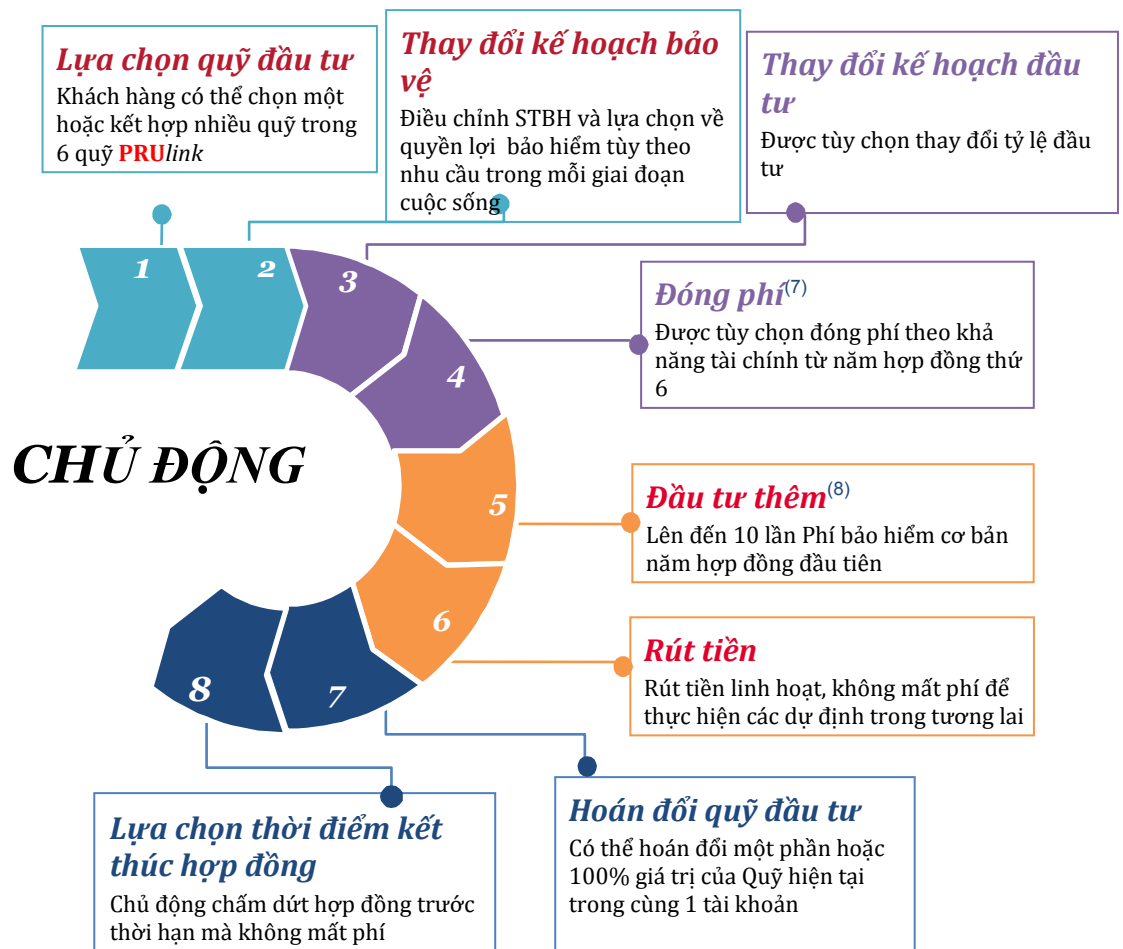 Lựa chọn quỹ đầu tư
Khách hàng có thể chọn một
hoặc kết hợp nhiều quỹ trong
6 quỹ PRUlink
Thay đổi kế hoạch bảo
vệ
Điều chỉnh STBH và lựa chọn về
quyền lợi bảo hiểm tùy theo
nhu cầu trong mỗi giai đoạn
cuộc sống
Thay đổi kế hoạch đầu
tư
Được tùy chọn thay đổi tỷ lệ đầu
tư
1
2
3
4
5
6
7
8
CHỦ ĐỘNG
Đóng phí(7)
Được tùy chọn đóng phí theo khả
năng tài chính từ năm hợp đồng thứ
6
Đầu tư thêm(8)
Lên đến 10 lần Phí bảo hiểm cơ bản
năm hợp đồng đầu tiên
Rút tiền
Rút tiền linh hoạt, không mất phí để
thực hiện các dự định trong tương lai
Hoán đổi quỹ đầu tư
Có thể hoán đổi một phần hoặc
100% giá trị của Quỹ hiện tại
trong cùng 1 tài khoản
Lựa chọn thời điểm kết
thúc hợp đồng
Chủ động chấm dứt hợp đồng trước
thời hạn mà không mất phí